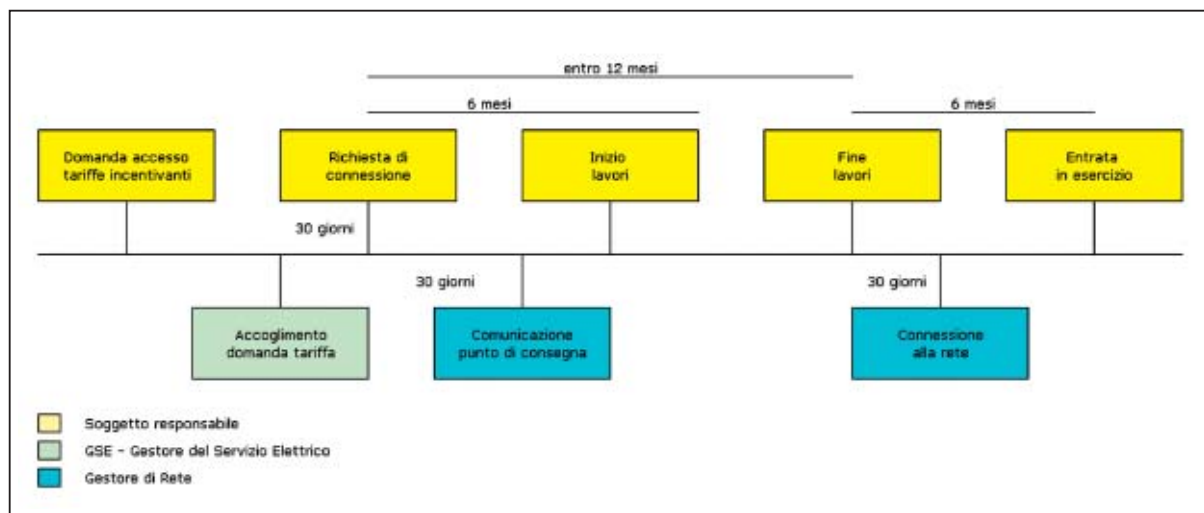 entro 12 mesi
6 mesi
6 mesi
Domanda accesso
tariffe incentivanti
Richiesta di
connessione
Inizio
lavori
Fine
lavori
Entrata
in esercizio
30 giorni
30 giorni
30 giorni
Accoglimento
domanda tariffa
Comunicazione
punto di consegna
Connessione
alla rete
Soggetto responsabile
GSE - Gestore del Servizio Elettrico
Gestore di Rete